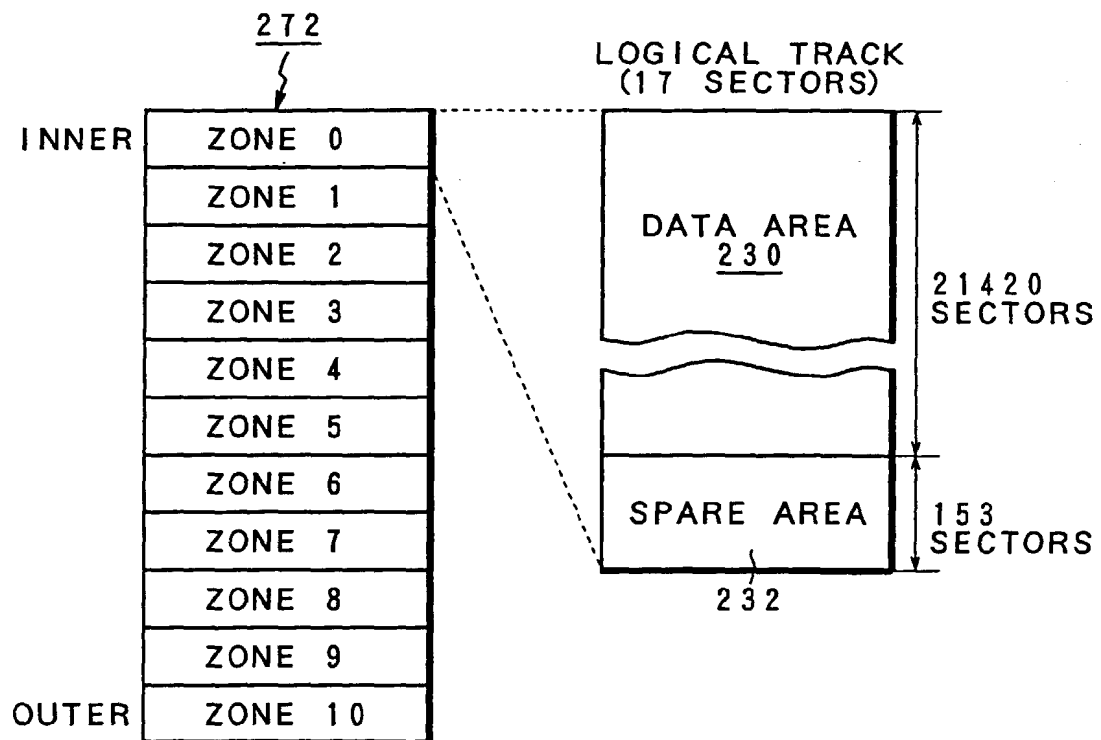 272
LOGICAL TRACK
(17 SECTORS)
INNER
ZONE 0
ZONE 1
ZONE 2
ZONE 3
ZONE 4
ZONE 5
ZONE 6
ZONE 7
ZONE 8
ZONE 9
OUTER
ZONE 10
DATA AREA
230
21420
SECTORS
SPARE AREA
153
SECTORS
232